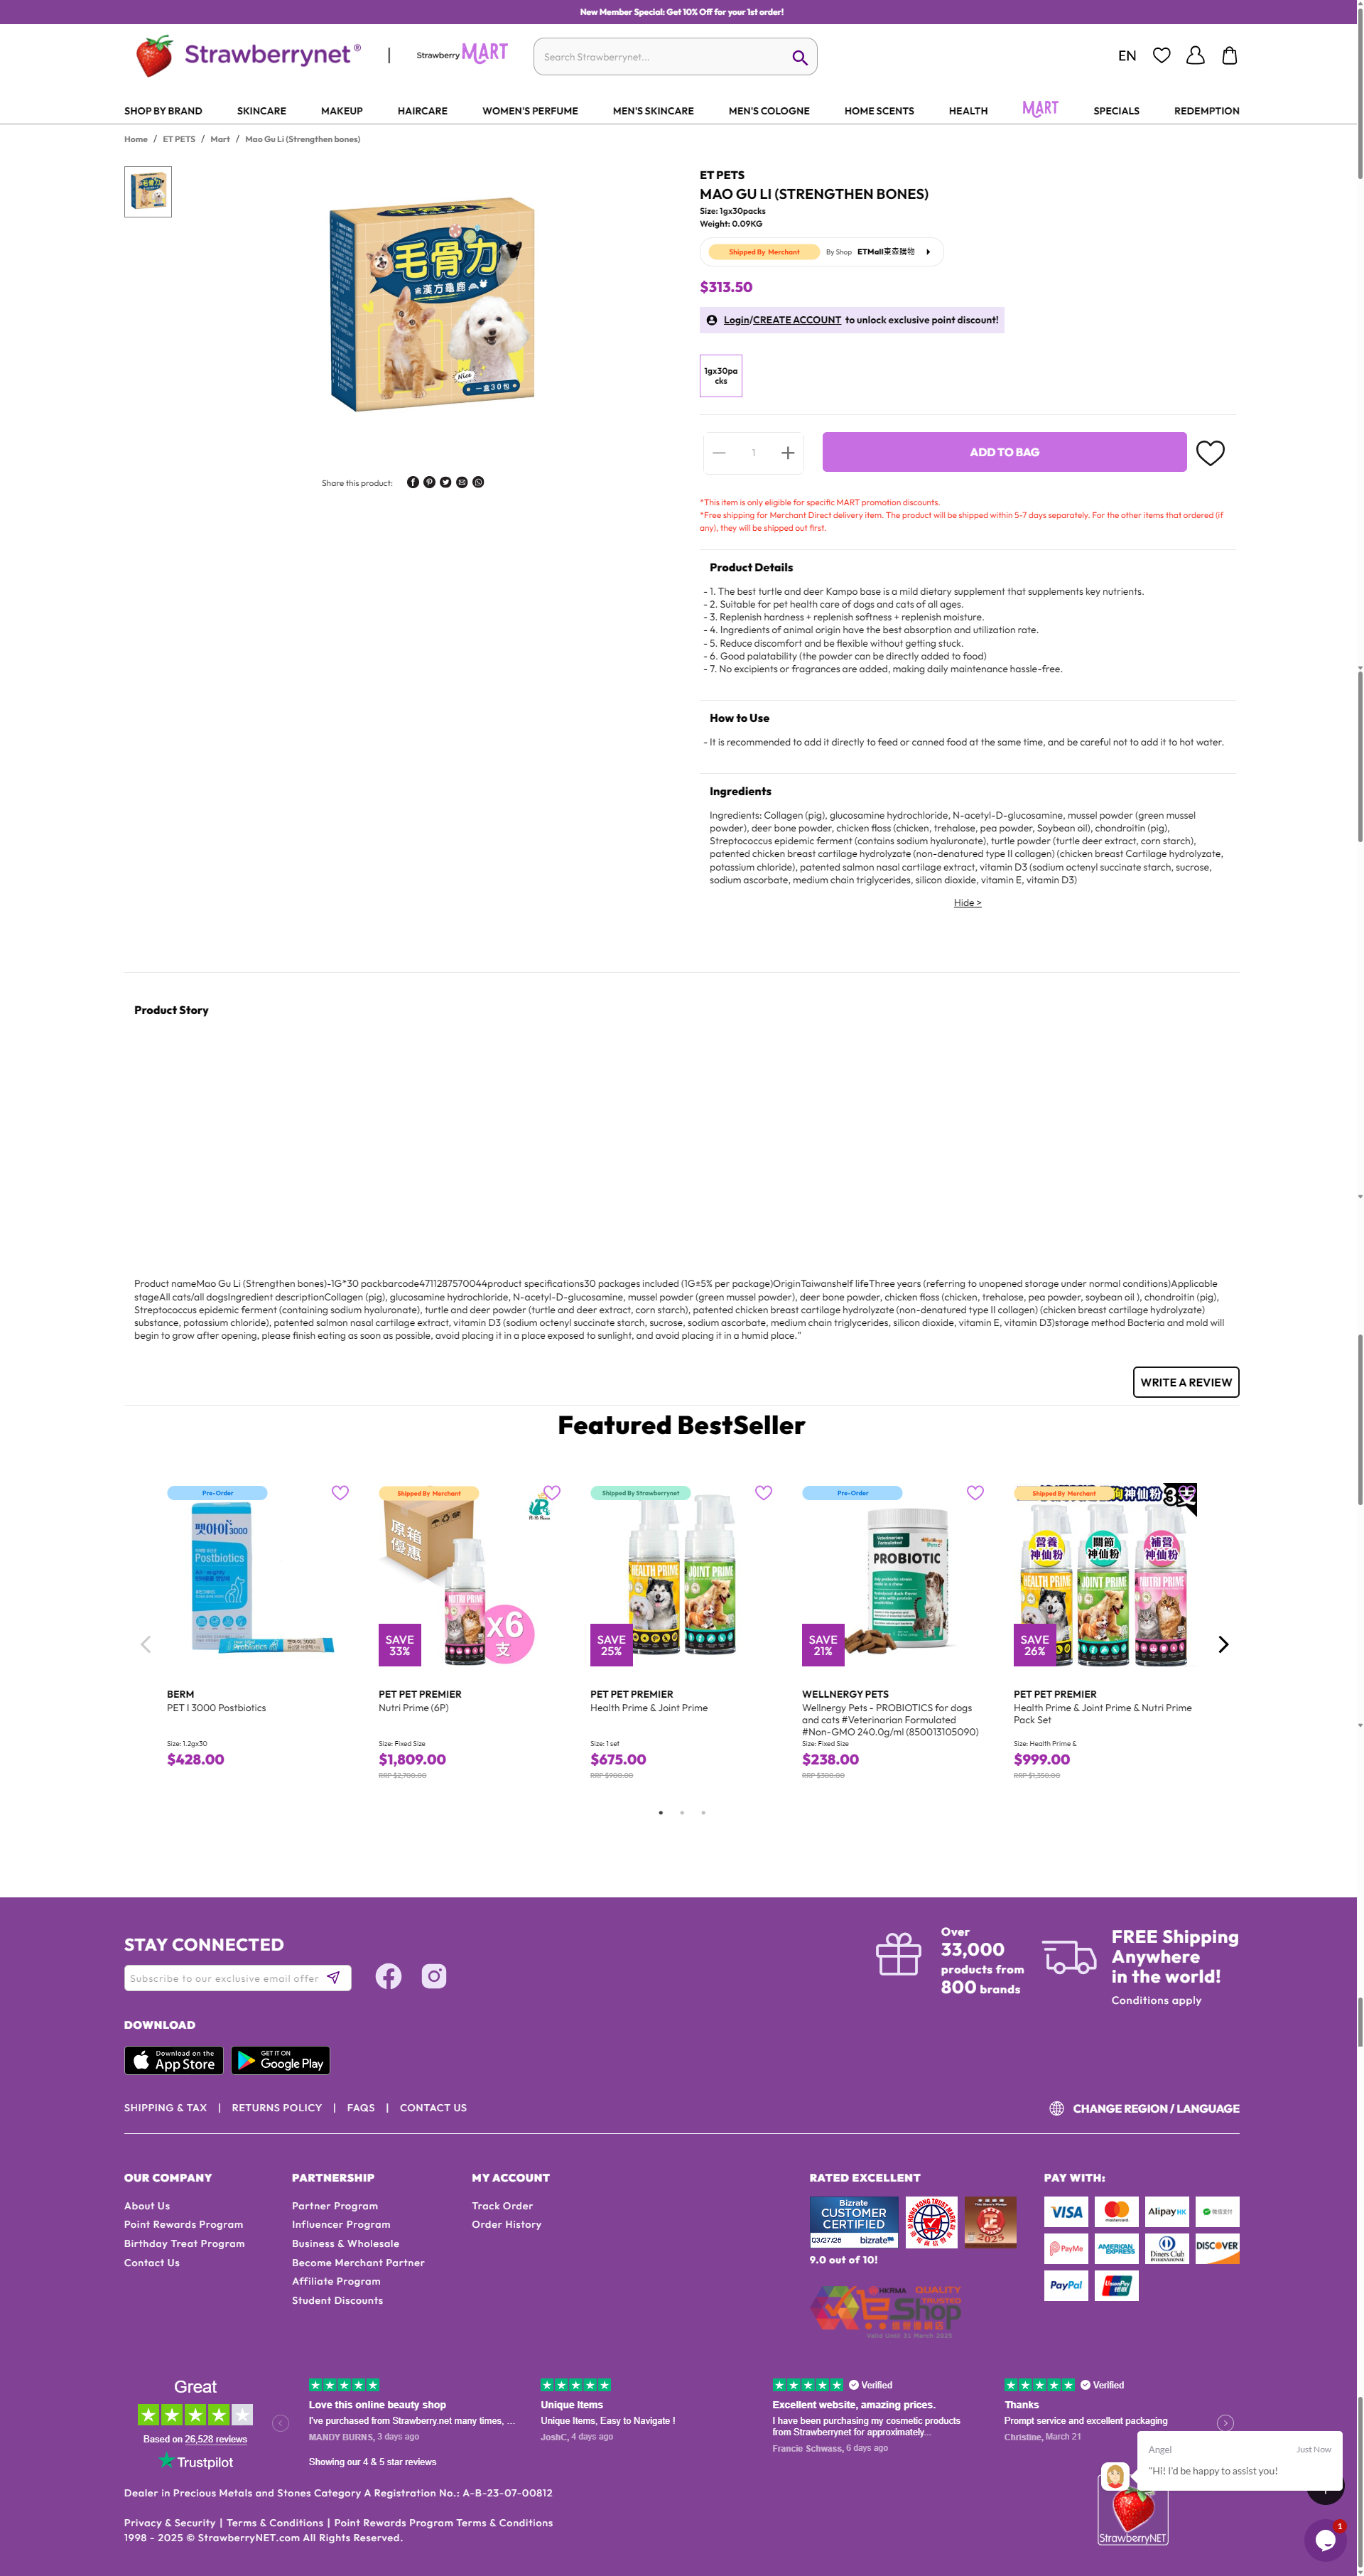 New Member Special: Get 10% Off for your 1st order!
Strawberrynet®
Strawberry MART
Search Strawberrynet...
EN
SHOP BY BRAND
SKINCARE
MAKEUP
HAIRCARE
WOMEN'S PERFUME
MEN'S SKINCARE
MEN'S COLOGNE
HOME SCENTS
HEALTH
MART
SPECIALS
REDEMPTION
Home / ET PETS / Mart / Mao Gu Li (Strengthen bones)
毛骨力
含漢方龜鹿
Nice
一盒30包
Share this product:
ET PETS
MAO GU LI (STRENGTHEN BONES)
Size: 1gx30packs
Weight: 0.09KG
Shipped By Merchant By Shop ETMall東森購物
$313.50
Login/CREATE ACCOUNT to unlock exclusive point discount!
1gx30pa
cks
1
ADD TO BAG
*This item is only eligible for specific MART promotion discounts.
*Free shipping for Merchant Direct delivery item. The product will be shipped within 5-7 days separately. For the other items that ordered (if
any), they will be shipped out first.
Product Details
- 1. The best turtle and deer Kampo base is a mild dietary supplement that supplements key nutrients.
- 2. Suitable for pet health care of dogs and cats of all ages.
- 3. Replenish hardness + replenish softness + replenish moisture.
- 4. Ingredients of animal origin have the best absorption and utilization rate.
- 5. Reduce discomfort and be flexible without getting stuck.
- 6. Good palatability (the powder can be directly added to food)
- 7. No excipients or fragrances are added, making daily maintenance hassle-free.
How to Use
- It is recommended to add it directly to feed or canned food at the same time, and be careful not to add it to hot water.
Ingredients
Ingredients: Collagen (pig), glucosamine hydrochloride, N-acetyl-D-glucosamine, mussel powder (green mussel
powder), deer bone powder, chicken floss (chicken, trehalose, pea powder, Soybean oil), chondroitin (pig),
Streptococcus epidemic ferment (contains sodium hyaluronate), turtle powder (turtle deer extract, corn starch),
patented chicken breast cartilage hydrolyzate (non-denatured type II collagen) (chicken breast Cartilage hydrolyzate,
potassium chloride), patented salmon nasal cartilage extract, vitamin D3 (sodium octenyl succinate starch, sucrose,
sodium ascorbate, medium chain triglycerides, silicon dioxide, vitamin E, vitamin D3)
Hide >
Product Story
Product nameMao Gu Li (Strengthen bones)-1G*30 packbarcode4711287570044product specifications30 packages included (1G±5% per package)OriginTaiwanshelf lifeThree years (referring to unopened storage under normal conditions)Applicable
stageAll cats/all dogsIngredient descriptionCollagen (pig), glucosamine hydrochloride, N-acetyl-D-glucosamine, mussel powder (green mussel powder), deer bone powder, chicken floss (chicken, trehalose, pea powder, soybean oil ), chondroitin (pig),
Streptococcus epidemic ferment (containing sodium hyaluronate), turtle and deer powder (turtle and deer extract, corn starch), patented chicken breast cartilage hydrolyzate (non-denatured type II collagen) (chicken breast cartilage hydrolyzate)
substance, potassium chloride), patented salmon nasal cartilage extract, vitamin D3 (sodium octenyl succinate starch, sucrose, sodium ascorbate, medium chain triglycerides, silicon dioxide, vitamin E, vitamin D3)storage method Bacteria and mold will
begin to grow after opening, please finish eating as soon as possible, avoid placing it in a place exposed to sunlight, and avoid placing it in a humid place."
WRITE A REVIEW
Featured BestSeller
Pre-Order
펫아이 3000
Postbiotics
BERM
PET I 3000 Postbiotics
Size: 1.2gx30
$428.00
Shipped By Merchant
原箱
優惠
NUTRI PRIME
x6
支
SAVE
33%
PET PET PREMIER
Nutri Prime (6P)
Size: Fixed Size
$1,809.00
RRP $2,700.00
Shipped By Strawberrynet
HEALTH PRIME
JOINT PRIME
SAVE
25%
PET PET PREMIER
Health Prime & Joint Prime
Size: 1 set
$675.00
RRP $900.00
Pre-Order
PROBIOTIC
SAVE
21%
WELLNERGY PETS
Wellnergy Pets - PROBIOTICS for dogs
and cats #Veterinarian Formulated
#Non-GMO 240.0g/ml (850013105090)
Size: Fixed Size
$238.00
RRP $300.00
Shipped By Merchant
神仙粉
營養
神仙粉
關節
神仙粉
補營
神仙粉
HEALTH PRIME
JOINT PRIME
NUTRI PRIME
SAVE
26%
PET PET PREMIER
Health Prime & Joint Prime & Nutri Prime
Pack Set
Size: Health Prime &
$999.00
RRP $1,350.00
STAY CONNECTED
Subscribe to our exclusive email offer
Over
33,000
products from
800 brands
FREE Shipping
Anywhere
in the world!
Conditions apply
DOWNLOAD
Download on the
App Store
GET IT ON
Google Play
SHIPPING & TAX | RETURNS POLICY | FAQS | CONTACT US
CHANGE REGION / LANGUAGE
OUR COMPANY
About Us
Point Rewards Program
Birthday Treat Program
Contact Us
PARTNERSHIP
Partner Program
Influencer Program
Business & Wholesale
Become Merchant Partner
Affiliate Program
Student Discounts
MY ACCOUNT
Track Order
Order History
RATED EXCELLENT
Bizrate
CUSTOMER
CERTIFIED
03/27/26 bizrate
正
2025
9.0 out of 10!
HKRMA QUALITY
TRUSTED
eShop
Valid Until 31 March 2025
PAY WITH:
VISA
mastercard
Alipay HK
微信支付
PayMe
AMERICAN EXPRESS
Diners Club
INTERNATIONAL
DISCOVER
PayPal
UnionPay
Great
Based on 26,528 reviews
Trustpilot
Love this online beauty shop
I've purchased from Strawberry.net many times, ...
MANDY BURNS, 3 days ago
Unique Items
Unique Items, Easy to Navigate !
JoshC, 4 days ago
Verified
Excellent website, amazing prices.
I have been purchasing my cosmetic products
from Strawberrynet for approximately...
Francie Schwass, 6 days ago
Verified
Thanks
Prompt service and excellent packaging
Christine, March 21
Showing our 4 & 5 star reviews
Angel Just Now
"Hi! I'd be happy to assist you!
StrawberryNET
1
Dealer in Precious Metals and Stones Category A Registration No.: A-B-23-07-00812
Privacy & Security | Terms & Conditions | Point Rewards Program Terms & Conditions
1998 - 2025 © StrawberryNET.com All Rights Reserved.